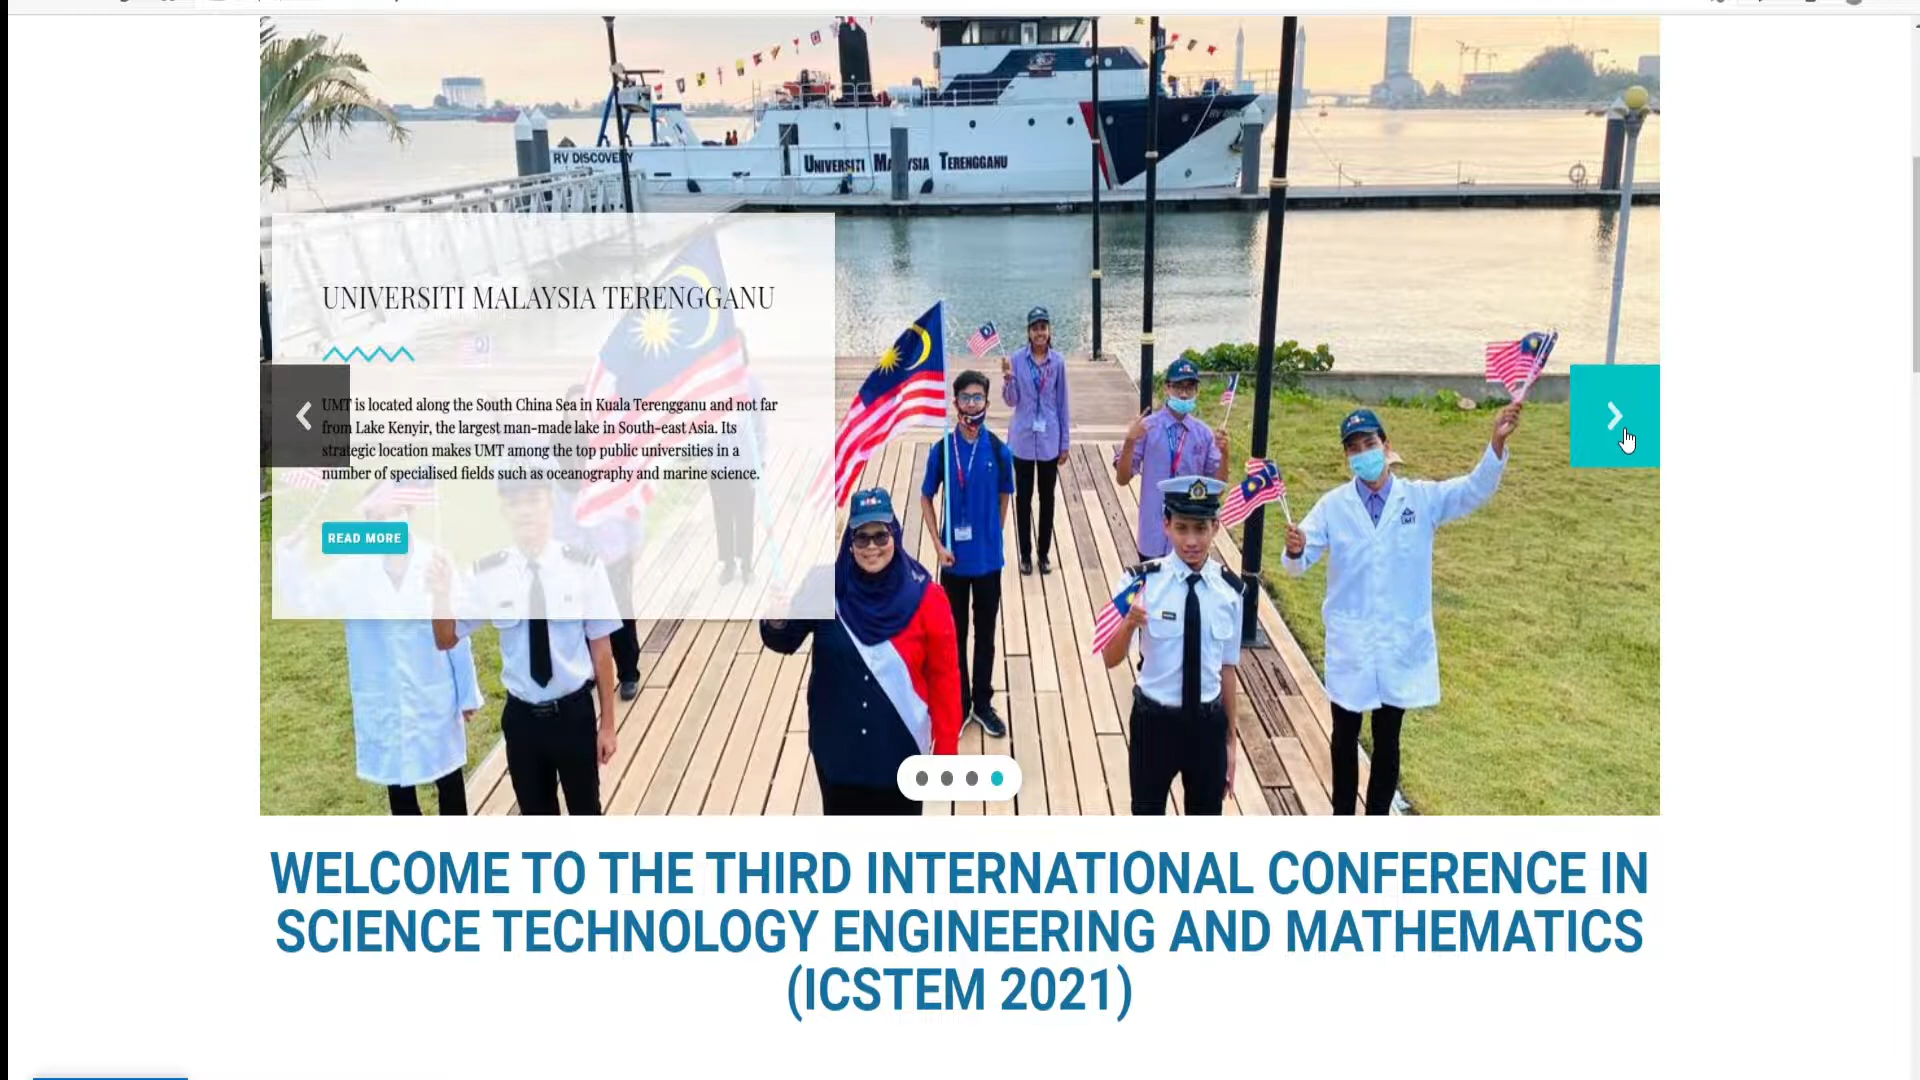 RV DISCOVERY
UNIVERSITI MALAYSIA TERENGGANU
UNIVERSITI MALAYSIA TERENGGANU
UMT is located along the South China Sea in Kuala Terengganu and not far
from Lake Kenyir, the largest man-made lake in South-east Asia. Its
strategic location makes UMT among the top public universities in a
number of specialised fields such as oceanography and marine science.
READ MORE
WELCOME TO THE THIRD INTERNATIONAL CONFERENCE IN
SCIENCE TECHNOLOGY ENGINEERING AND MATHEMATICS
(ICSTEM 2021)